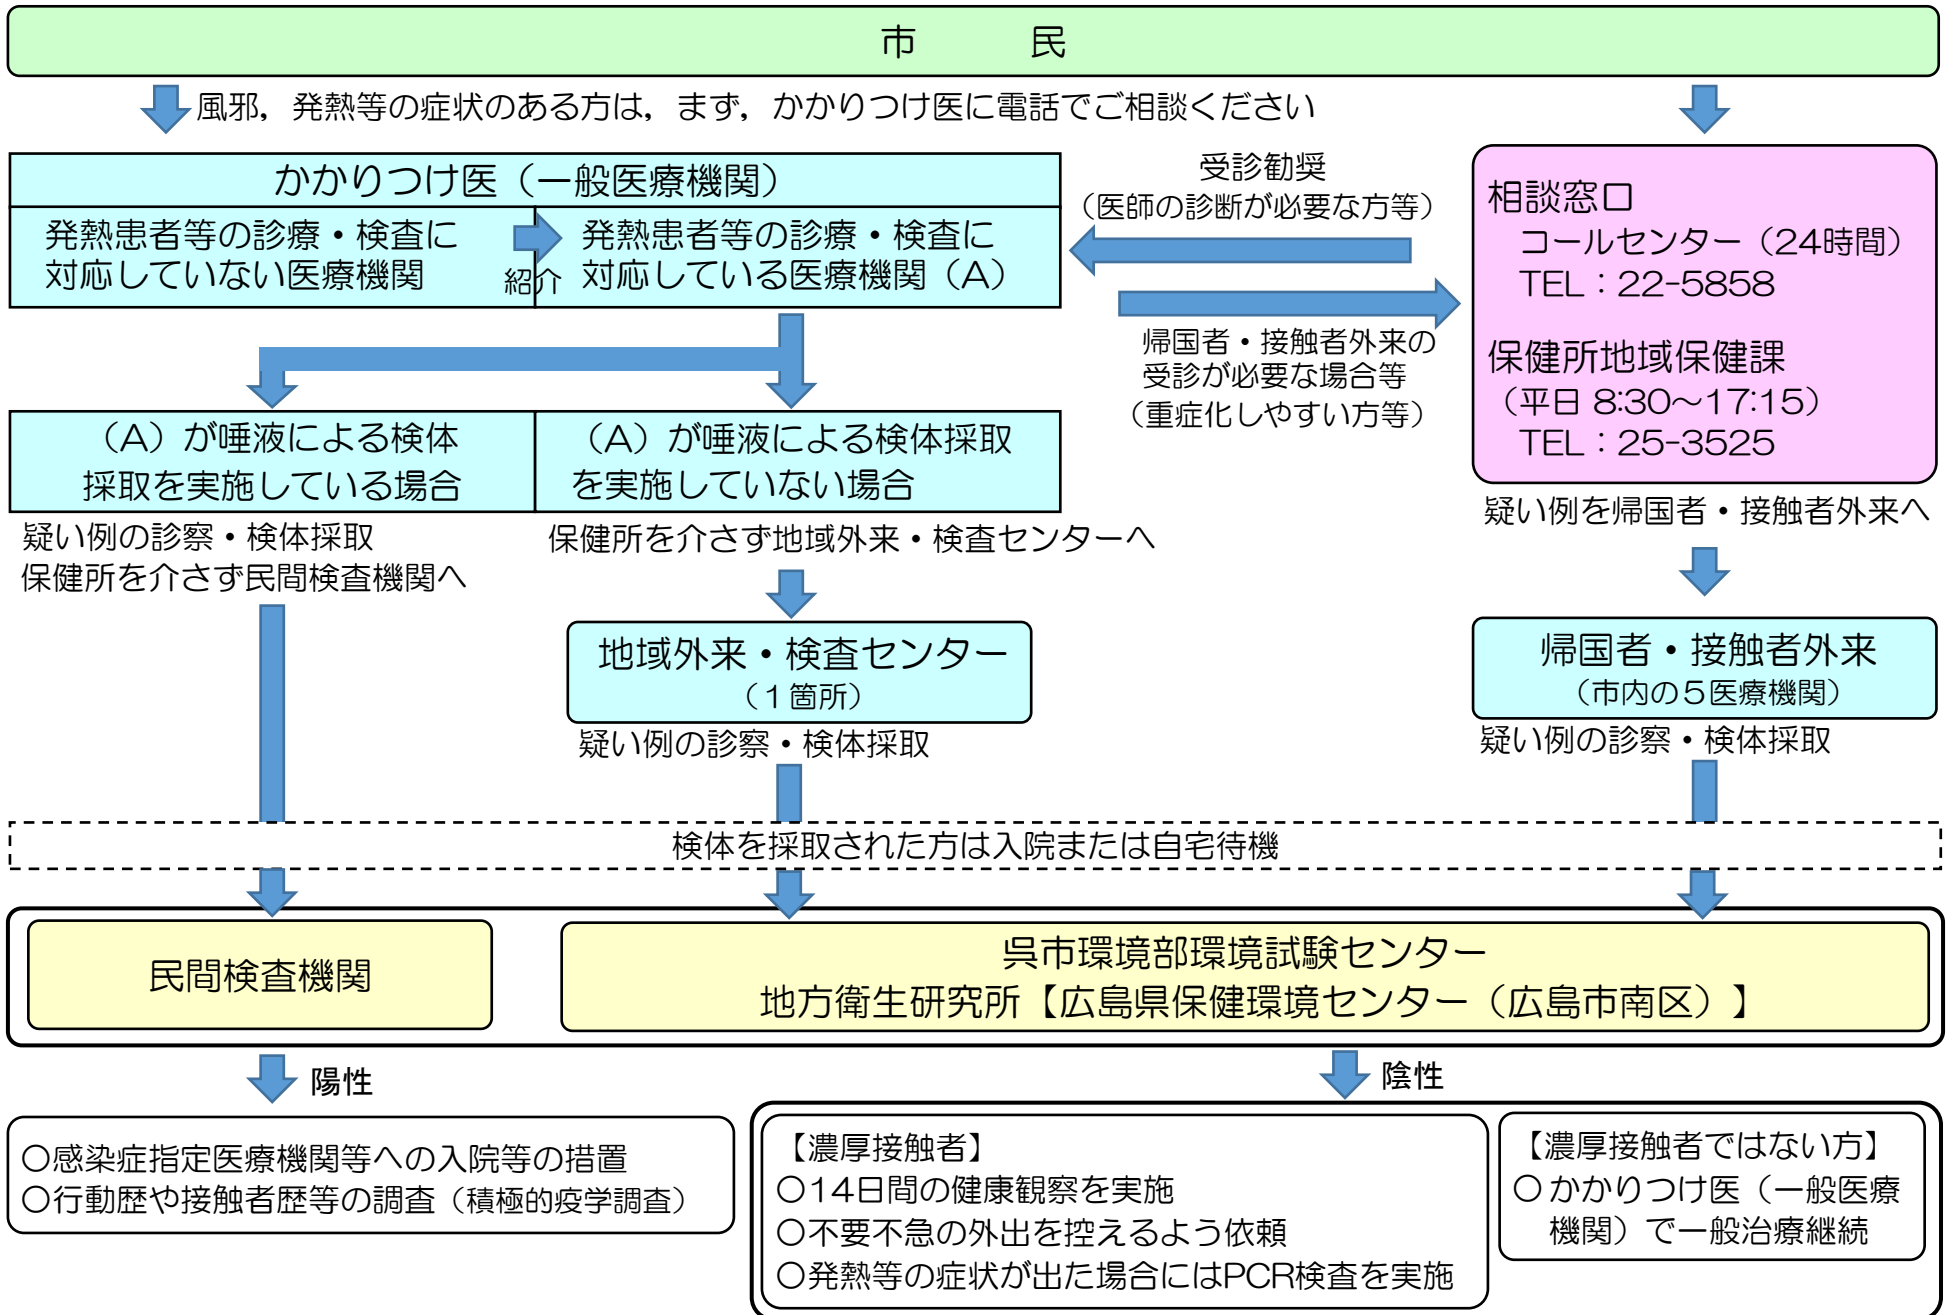 市　　　民
風邪，発熱等の症状のある方は，まず，かかりつけ医に電話でご相談ください
かかりつけ医（一般医療機関）
発熱患者等の診療・検査に
対応していない医療機関
紹介
発熱患者等の診療・検査に
対応している医療機関（A）
受診勧奨
（医師の診断が必要な方等）
帰国者・接触者外来の
受診が必要な場合等
（重症化しやすい方等）
相談窓口
コールセンター（24時間）
TEL：22-5858
保健所地域保健課
（平日 8:30～17:15）
TEL：25-3525
（A）が唾液による検体
採取を実施している場合
（A）が唾液による検体採取
を実施していない場合
疑い例の診察・検体採取
保健所を介さず民間検査機関へ
保健所を介さず地域外来・検査センターへ
疑い例を帰国者・接触者外来へ
地域外来・検査センター
（１箇所）
疑い例の診察・検体採取
帰国者・接触者外来
（市内の５医療機関）
疑い例の診察・検体採取
検体を採取された方は入院または自宅待機
民間検査機関
呉市環境部環境試験センター
地方衛生研究所【広島県保健環境センター（広島市南区）】
陽性
陰性
○感染症指定医療機関等への入院等の措置
○行動歴や接触者歴等の調査（積極的疫学調査）
【濃厚接触者】
○14日間の健康観察を実施
○不要不急の外出を控えるよう依頼
○発熱等の症状が出た場合にはPCR検査を実施
【濃厚接触者ではない方】
○かかりつけ医（一般医療
機関）で一般治療継続